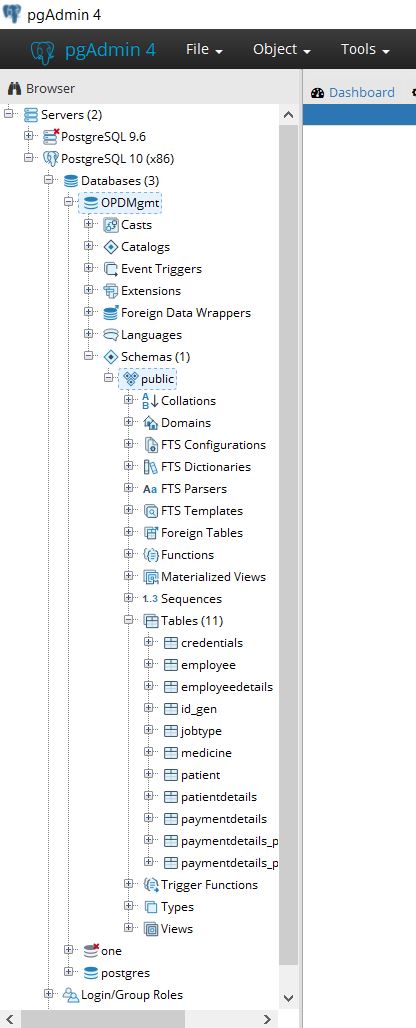 pgAdmin 4
pgAdmin 4 File Object Tools
Browser Dashboard
Servers (2)
PostgreSQL 9.6
PostgreSQL 10 (x86)
Databases (3)
OPDMgmt
Casts
Catalogs
Event Triggers
Extensions
Foreign Data Wrappers
Languages
Schemas (1)
public
Collations
Domains
FTS Configurations
FTS Dictionaries
Aa FTS Parsers
FTS Templates
Foreign Tables
Functions
Materialized Views
1..3 Sequences
Tables (11)
credentials
employee
employeedetails
id_gen
jobtype
medicine
patient
patientdetails
paymentdetails
paymentdetails_p
paymentdetails_p
Trigger Functions
Types
Views
one
postgres
Login/Group Roles